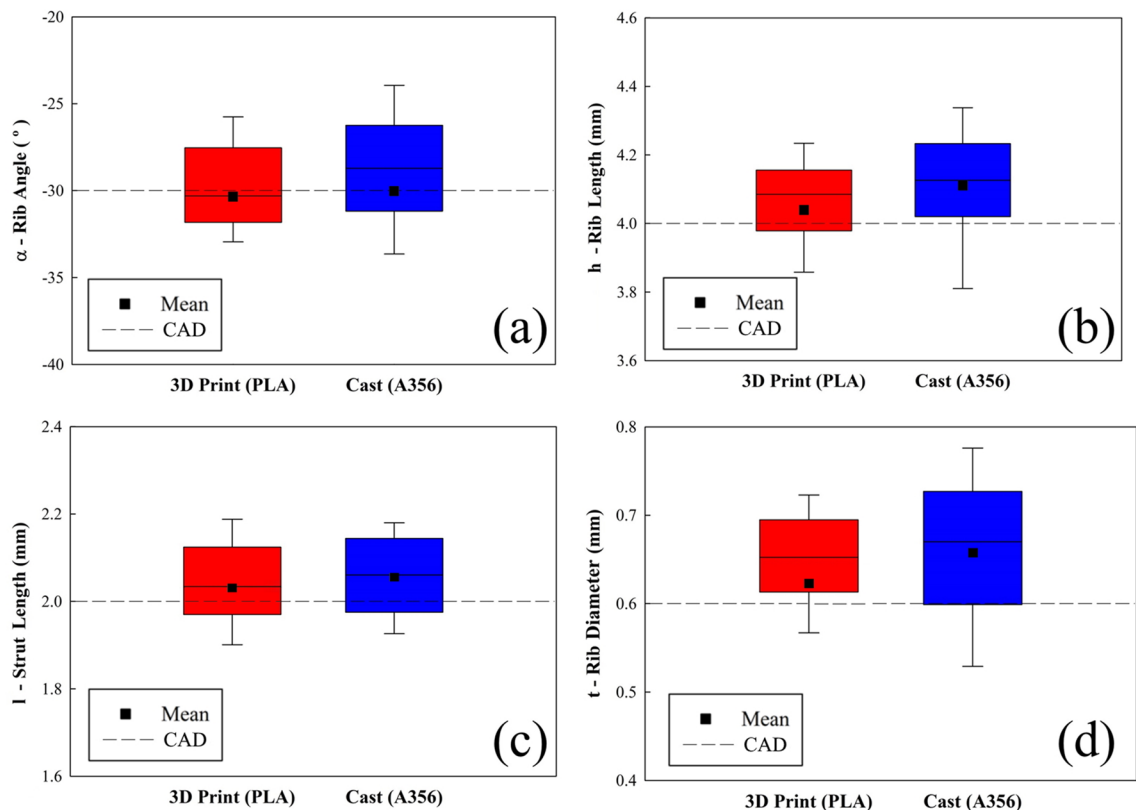 -20
-25
-30
-35
-40
α - Rib Angle ( º )
Mean
CAD
(a)
3D Print (PLA) Cast (A356)
4.6
4.4
4.2
4.0
3.8
3.6
h - Rib Length (mm)
Mean
CAD
(b)
3D Print (PLA) Cast (A356)
2.4
2.2
2.0
1.8
1.6
l - Strut Length (mm)
Mean
CAD
(c)
3D Print (PLA) Cast (A356)
0.8
0.7
0.6
0.5
0.4
t - Rib Diameter (mm)
Mean
CAD
(d)
3D Print (PLA) Cast (A356)